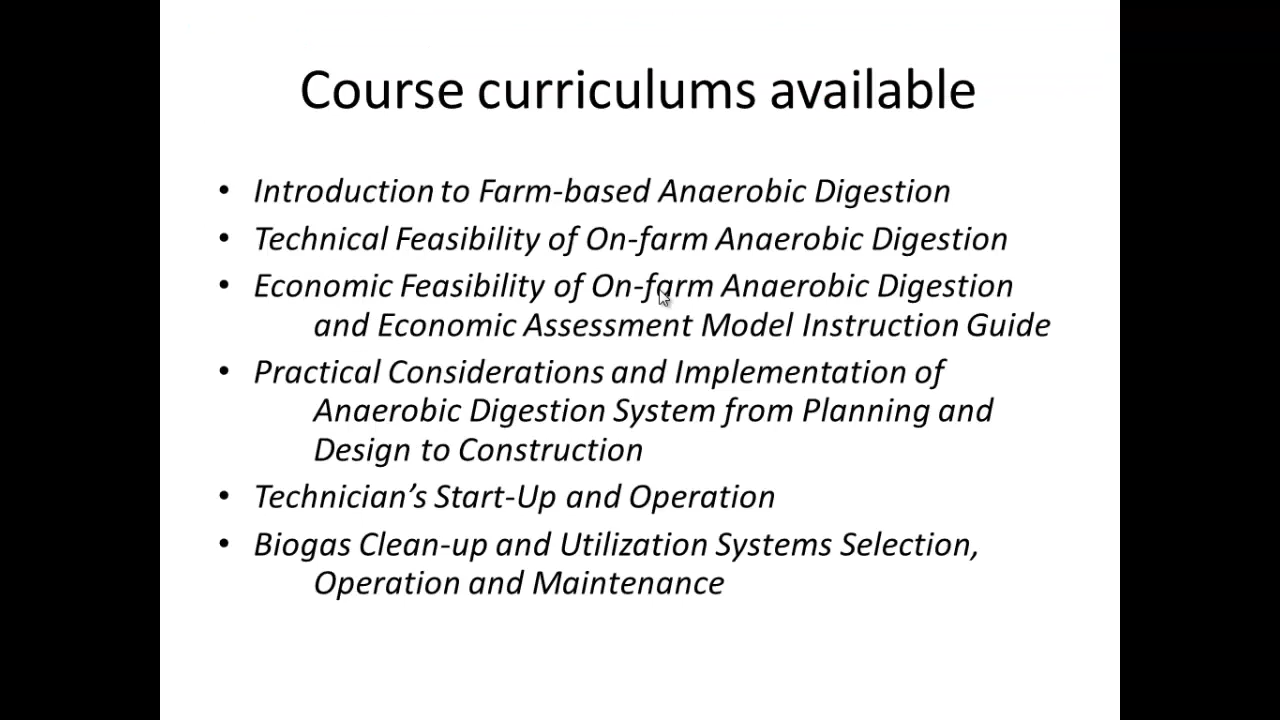 Course curriculums available
• Introduction to Farm-based Anaerobic Digestion
• Technical Feasibility of On-farm Anaerobic Digestion
• Economic Feasibility of On-farm Anaerobic Digestion
and Economic Assessment Model Instruction Guide
• Practical Considerations and Implementation of
Anaerobic Digestion System from Planning and
Design to Construction
• Technician’s Start-Up and Operation
• Biogas Clean-up and Utilization Systems Selection,
Operation and Maintenance